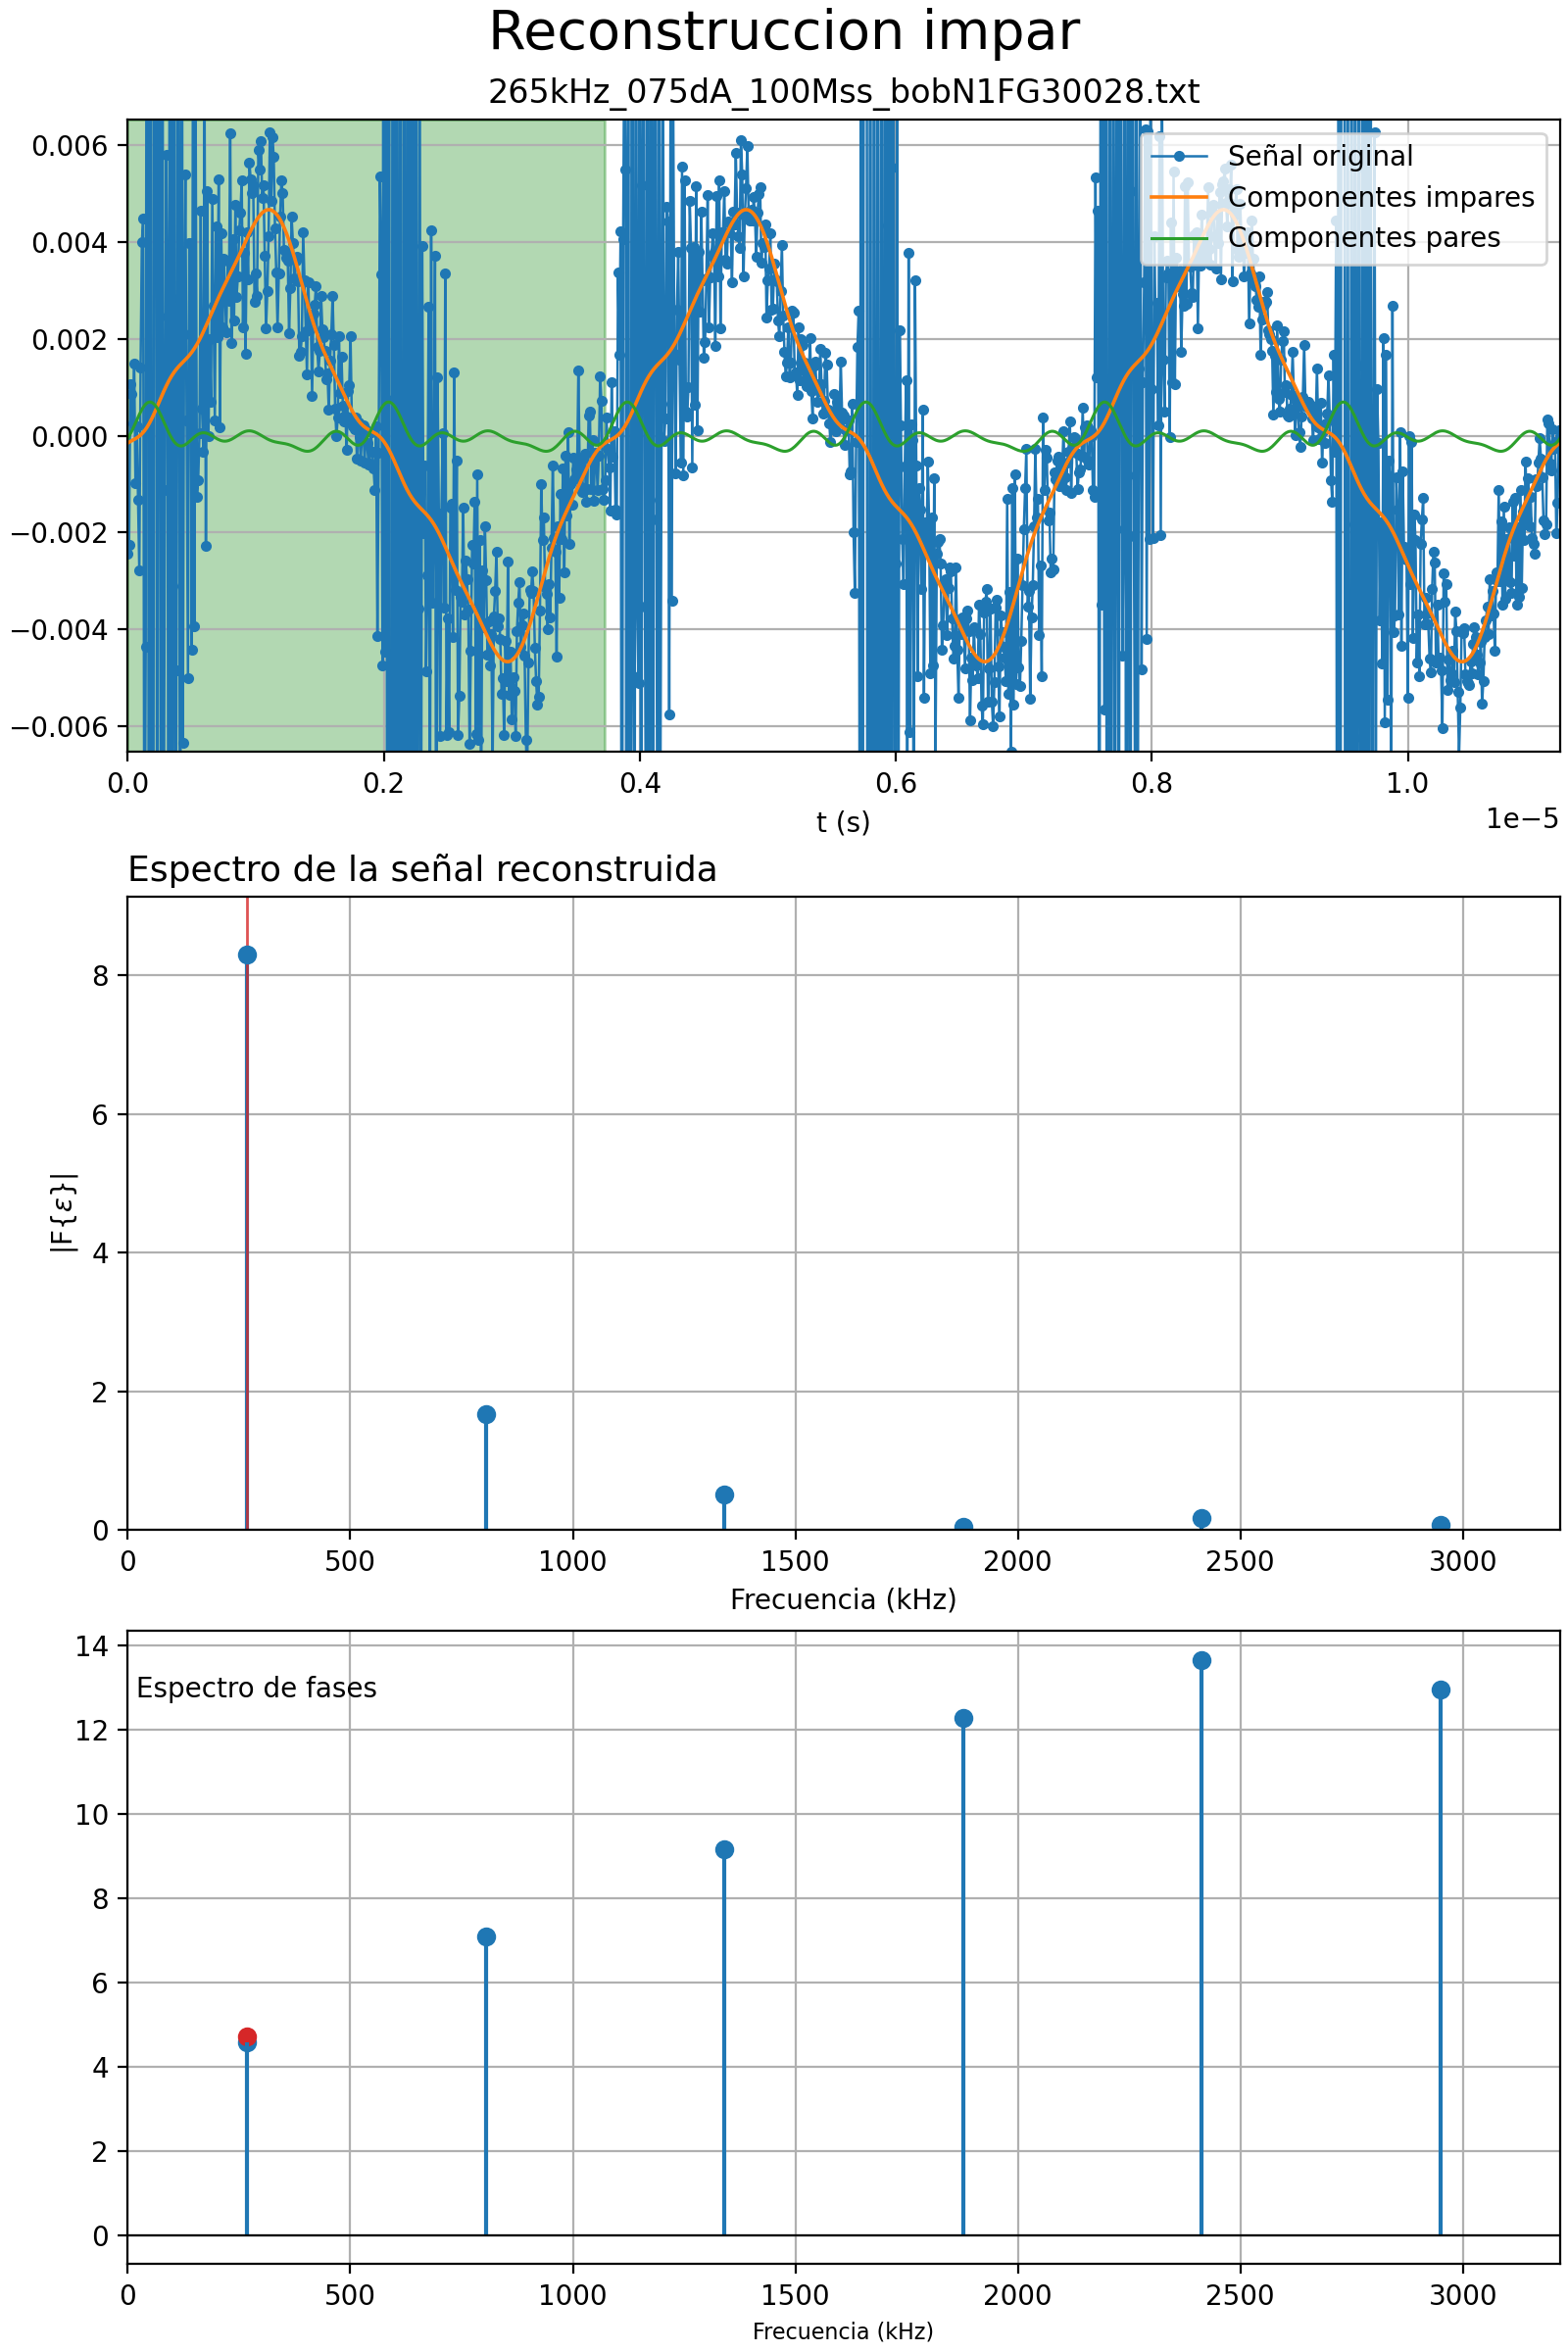 Reconstruccion impar
265kHz_075dA_100Mss_bobN1FG30028.txt
0.006
0.004
0.002
0.000
−0.002
−0.004
−0.006
Señal original
Componentes impares
Componentes pares
0.0 0.2 0.4 0.6 0.8 1.0
t (s)
1e−5
Espectro de la señal reconstruida
8
6
4
2
0
|F{ε}|
0 500 1000 1500 2000 2500 3000
Frecuencia (kHz)
14
Espectro de fases
12
10
8
6
4
2
0
0 500 1000 1500 2000 2500 3000
Frecuencia (kHz)